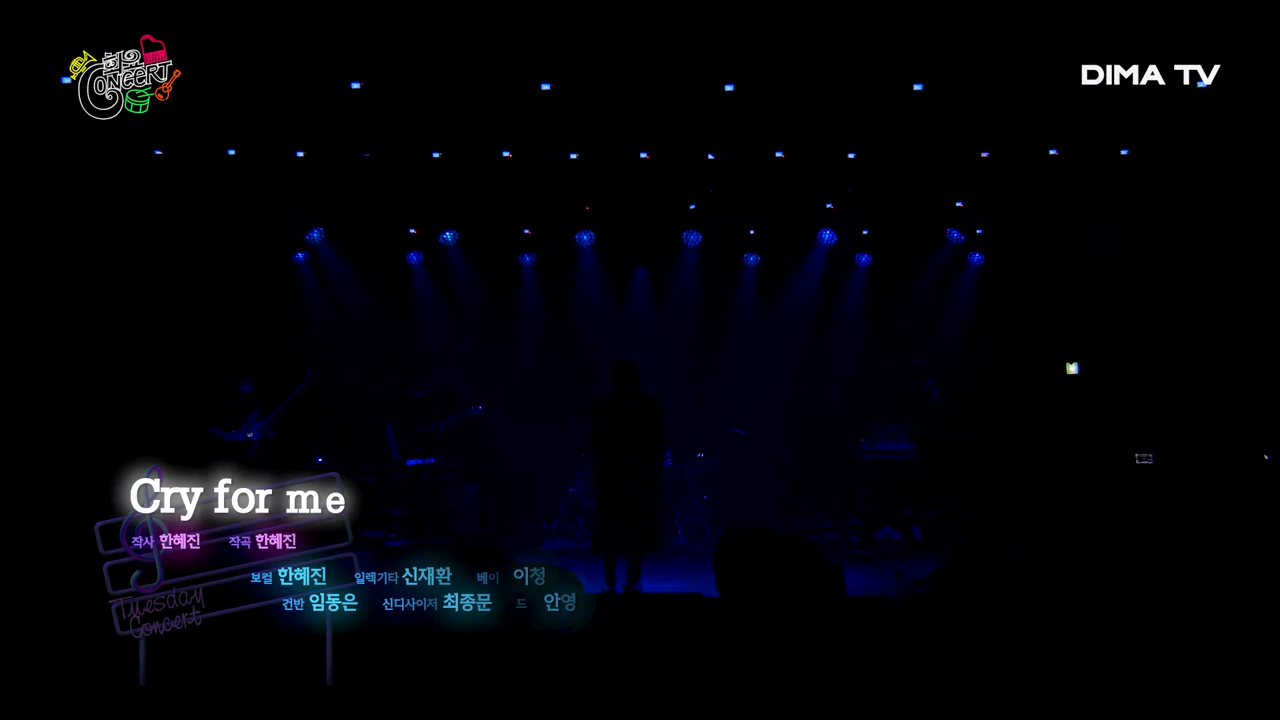 화요
CONCERT
DIMA TV
Cry for me
작사 한혜진 작곡 한혜진
보컬 한혜진 일렉기타 신재환 베이 이청
건반 임동은 신디사이저 최종문 드 안영
Tuesday
Concert